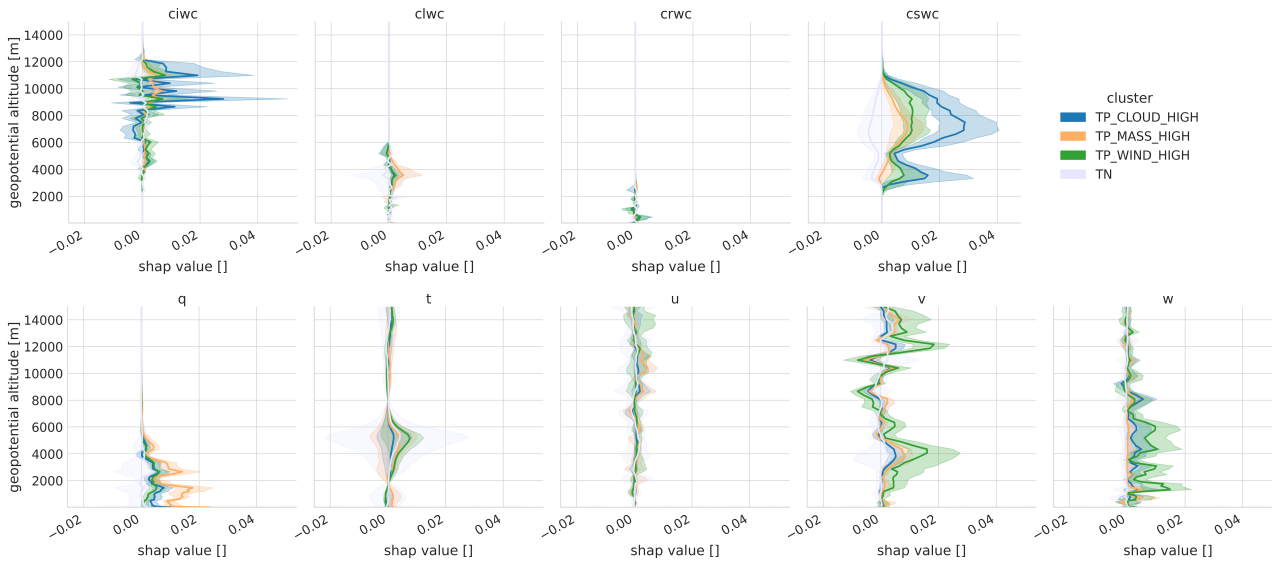 ciwc clwc crwc cswc
geopotential altitude [m]
14000
12000
10000
8000
6000
4000
2000
−0.02 0.00 0.02 0.04 −0.02 0.00 0.02 0.04 −0.02 0.00 0.02 0.04 −0.02 0.00 0.02 0.04
shap value [] shap value [] shap value [] shap value []
cluster
TP_CLOUD_HIGH
TP_MASS_HIGH
TP_WIND_HIGH
TN
q t u v w
geopotential altitude [m]
14000
12000
10000
8000
6000
4000
2000
−0.02 0.00 0.02 0.04 −0.02 0.00 0.02 0.04 −0.02 0.00 0.02 0.04 −0.02 0.00 0.02 0.04 −0.02 0.00 0.02 0.04
shap value [] shap value [] shap value [] shap value [] shap value []